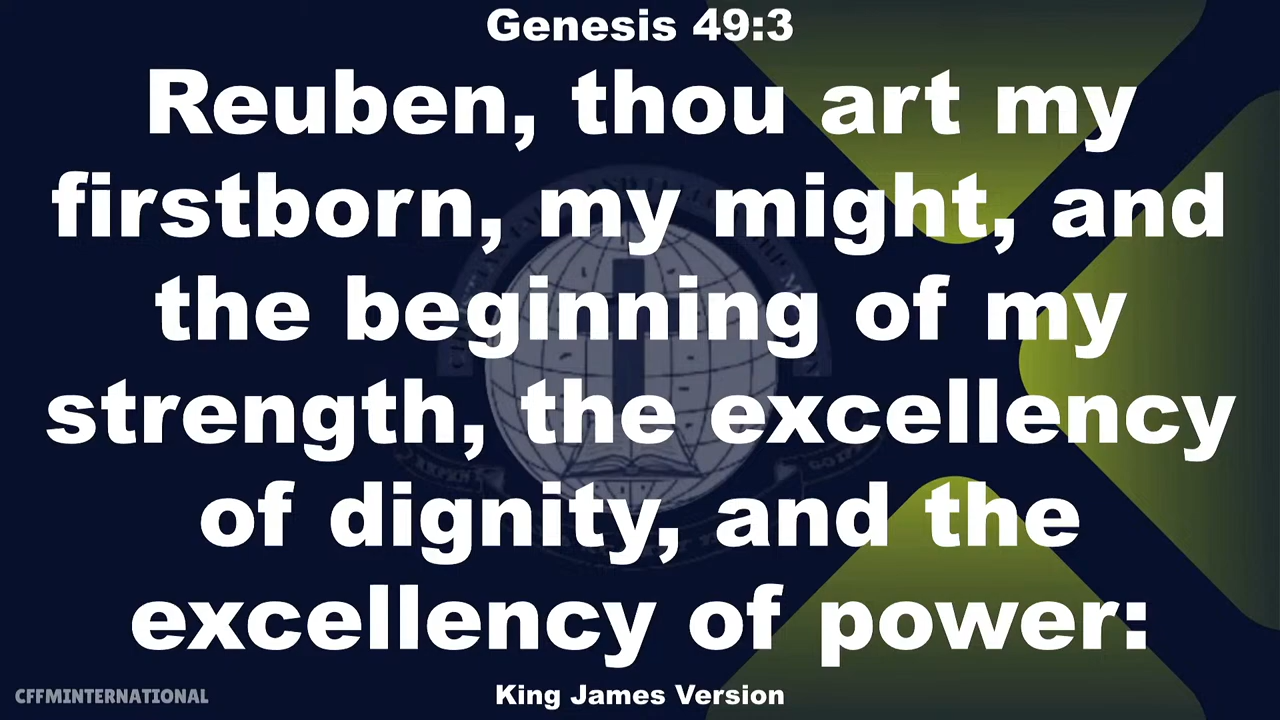 Genesis 49:3
Reuben, thou art my
firstborn, my might, and
the beginning of my
strength, the excellency
of dignity, and the
excellency of power:
CFFMINTERNATIONAL
King James Version